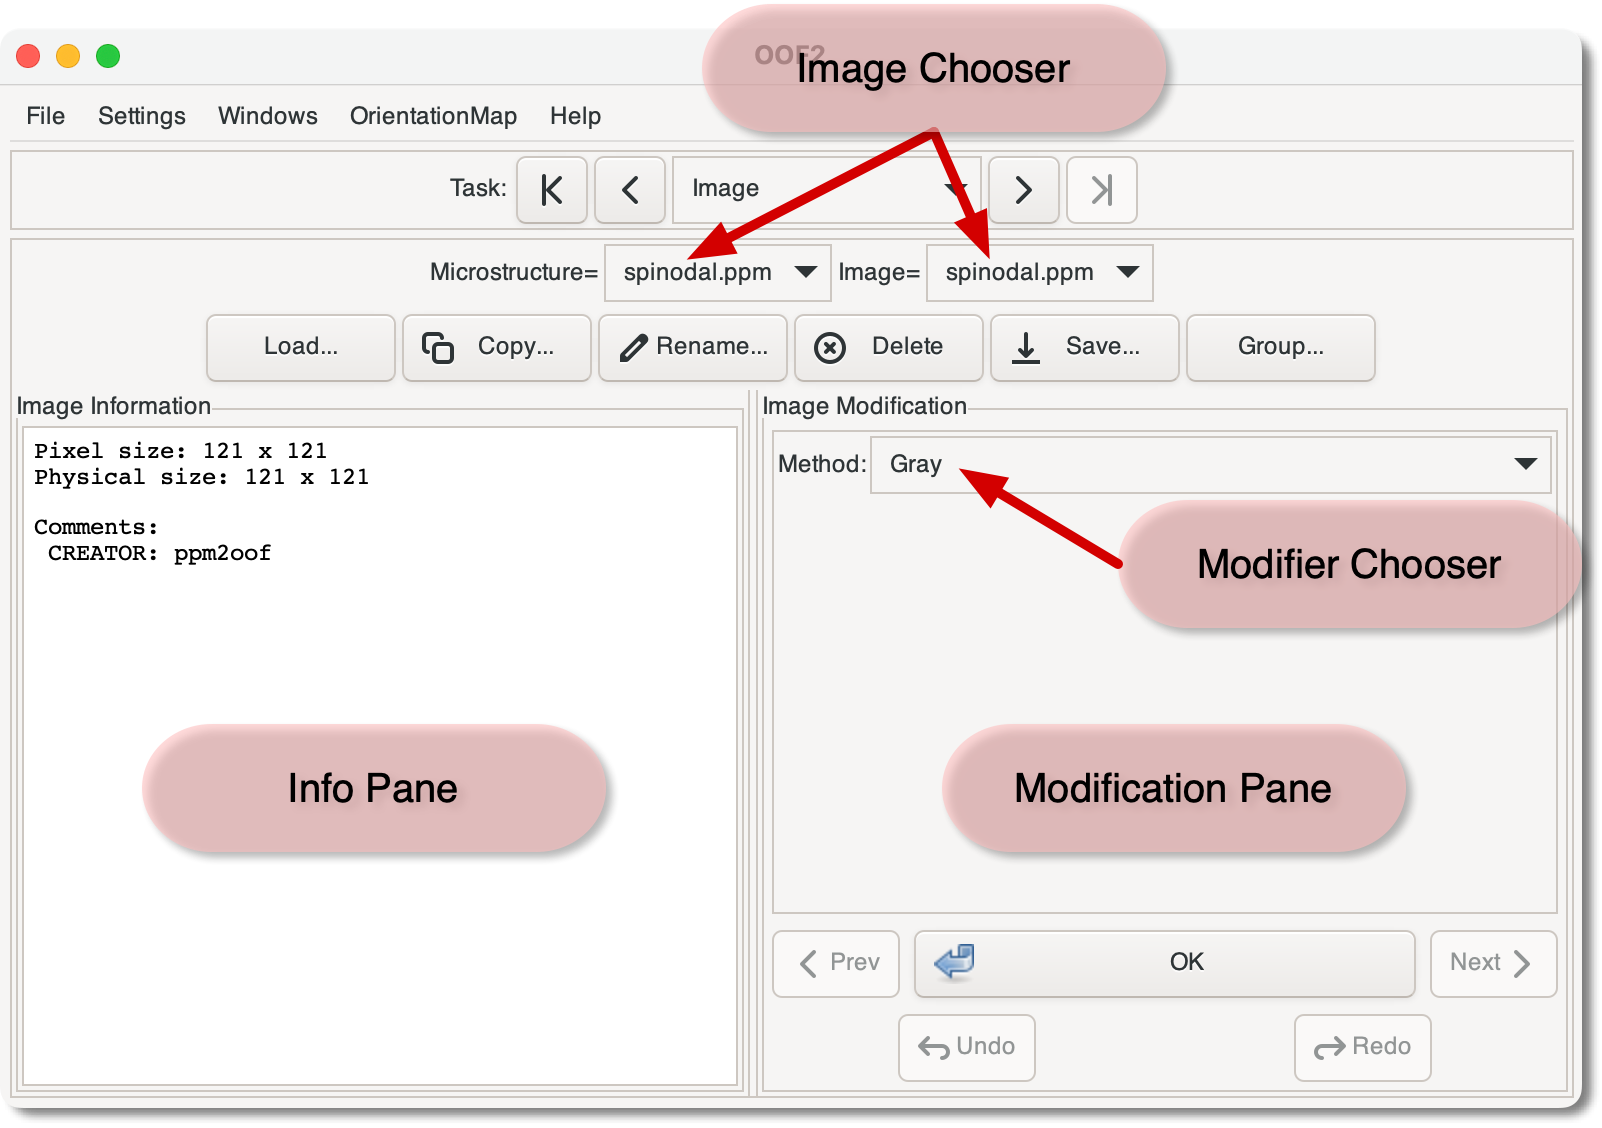 OOF2
Image Chooser
File Settings Windows OrientationMap Help
Task: Image
Microstructure= spinodal.ppm Image= spinodal.ppm
Load... Copy... Rename... Delete Save... Group...
Image Information
Pixel size: 121 x 121
Physical size: 121 x 121
Comments:
CREATOR: ppm2oof
Info Pane
Image Modification
Method: Gray
Modifier Chooser
Modification Pane
Prev OK Next
Undo Redo